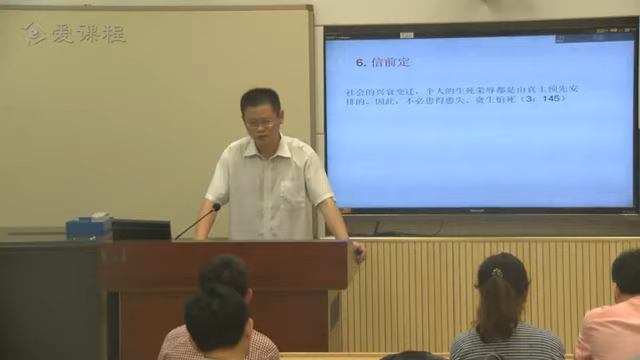 爱课程
6. 信前定
社会的兴衰变迁，个人的生死荣辱都是由真主预先安
排的。因此，不必患得患失、贪生怕死（3：145）